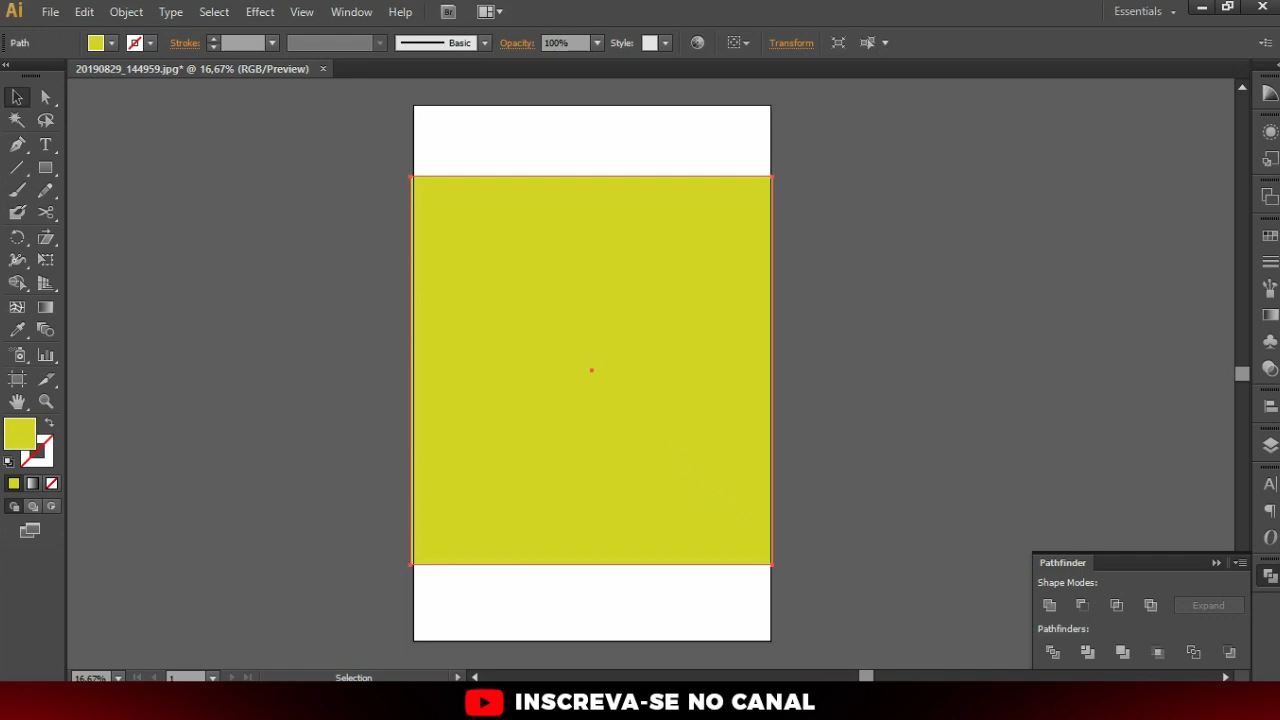 Ai File Edit Object Type Select Effect View Window Help Br Essentials
Path Stroke: Basic Opacity: 100% Style: Transform
20190829_144959.jpg* @ 16,67% (RGB/Preview) ×
Pathfinder
Shape Modes:
Expand
Pathfinders:
16,67% 1 Selection
INSCREVA-SE NO CANAL